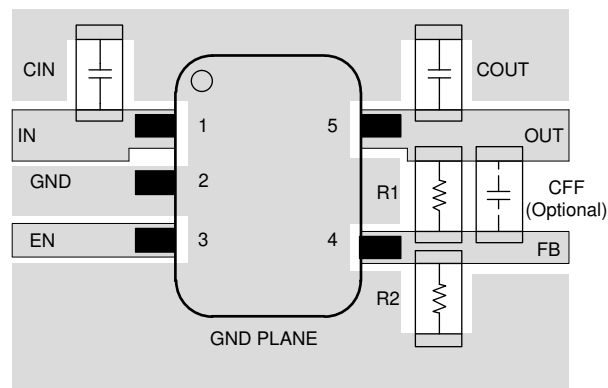 CIN
COUT
IN
1
5
OUT
GND
2
R1
CFF
(Optional)
EN
3
4
FB
R2
GND PLANE